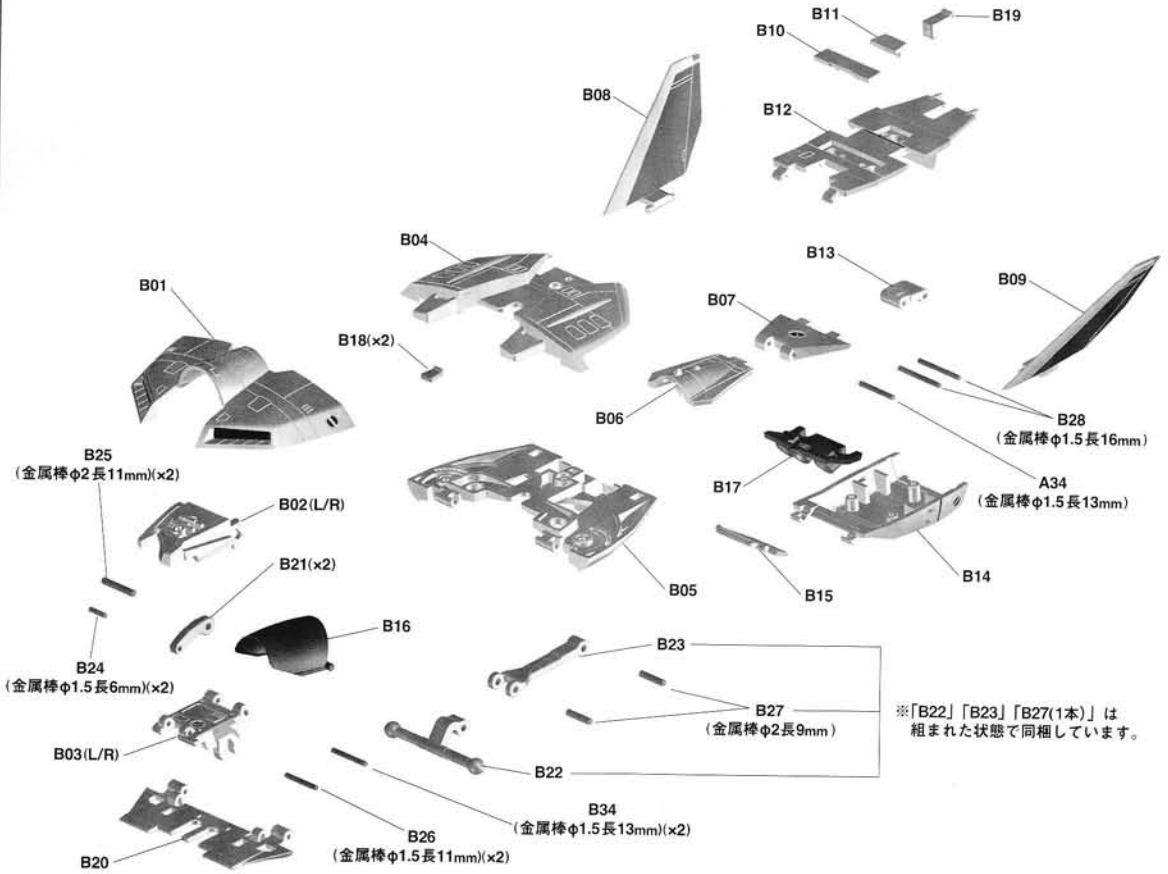 B19
B11
B10
B08
B12
B04
B13
B01
B07
B09
B18(×2)
B06
B28
(金属棒φ1.5長16mm)
B25
(金属棒φ2長11mm)(×2)
B17
A34
(金属棒φ1.5長13mm)
B02(L/R)
B21(×2)
B05
B15
B14
B16
B23
B24
(金属棒φ1.5長6mm)(×2)
B27
(金属棒φ2長9mm)
※「B22」「B23」「B27(1本)」は
組まれた状態で同梱しています。
B03(L/R)
B22
B34
(金属棒φ1.5長13mm)(×2)
B26
(金属棒φ1.5長11mm)(×2)
B20